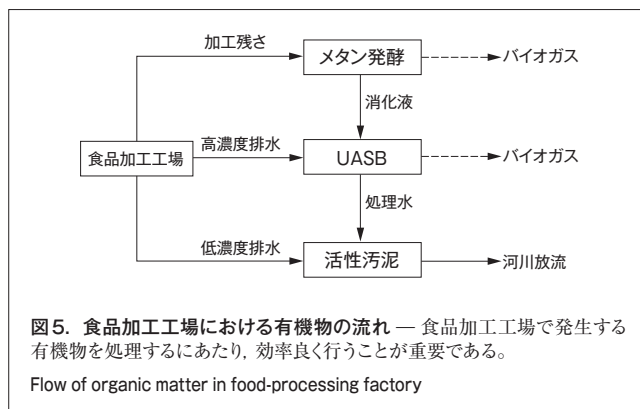 加工残さ
メタン発酵
バイオガス
消化液
食品加工工場
高濃度排水
UASB
バイオガス
処理水
低濃度排水
活性汚泥
河川放流
図5. 食品加工工場における有機物の流れ — 食品加工工場で発生する
有機物を処理するにあたり，効率良く行うことが重要である。
Flow of organic matter in food-processing factory